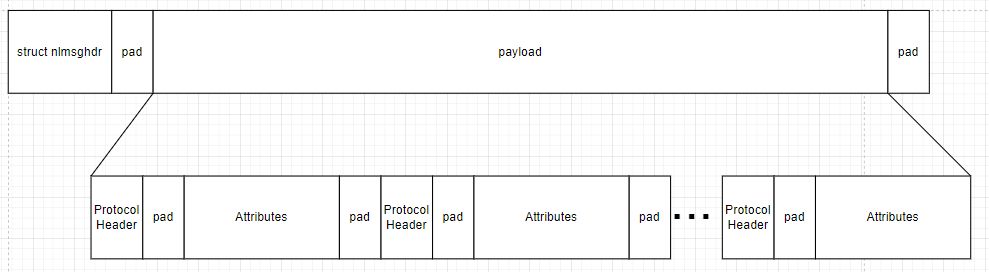 struct nlmsghdr pad payload pad
Protocol Header pad Attributes pad Protocol Header pad Attributes pad ... Protocol Header pad Attributes